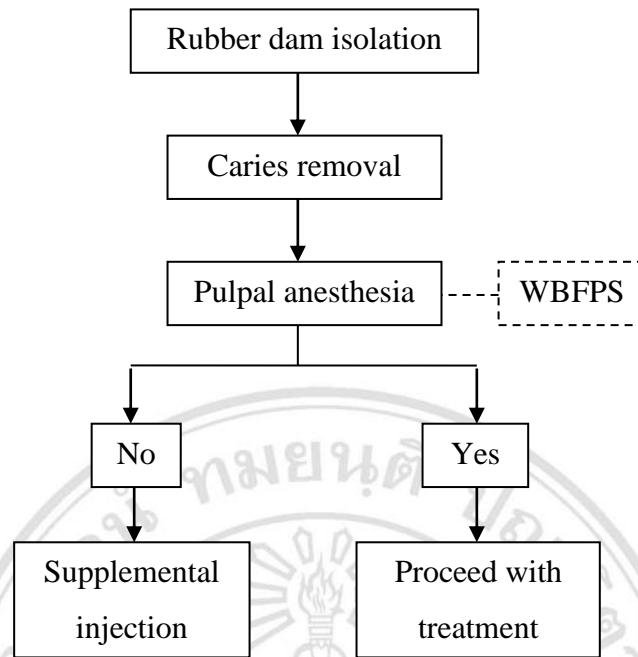 Rubber dam isolation
Caries removal
Pulpal anesthesia
WBFPS
No
Yes
Supplemental
injection
Proceed with
treatment